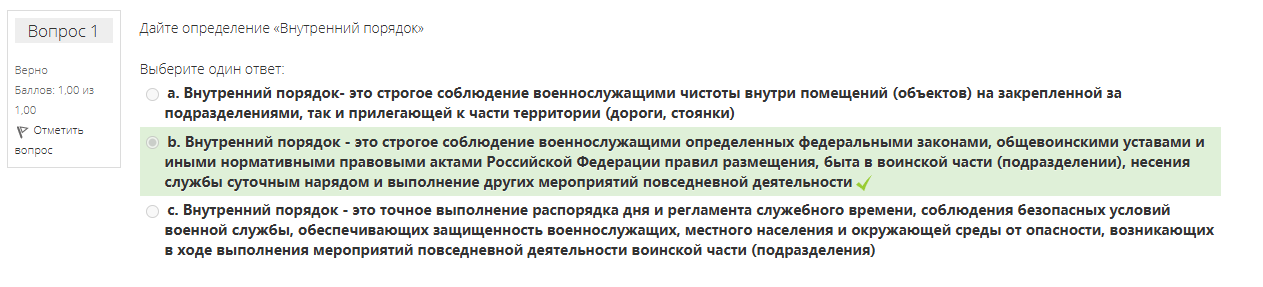 Вопрос 1
Верно
Баллов: 1,00 из
1,00
Отметить
вопрос
Дайте определение «Внутренний порядок»
Выберите один ответ:
a. Внутренний порядок- это строгое соблюдение военнослужащими чистоты внутри помещений (объектов) на закрепленной за
подразделениями, так и прилегающей к части территории (дороги, стоянки)
b. Внутренний порядок - это строгое соблюдение военнослужащими определенных федеральными законами, общевоинскими уставами и
иными нормативными правовыми актами Российской Федерации правил размещения, быта в воинской части (подразделении), несения
службы суточным нарядом и выполнение других мероприятий повседневной деятельности
c. Внутренний порядок - это точное выполнение распорядка дня и регламента служебного времени, соблюдения безопасных условий
военной службы, обеспечивающих защищенность военнослужащих, местного населения и окружающей среды от опасности, возникающих
в ходе выполнения мероприятий повседневной деятельности воинской части (подразделения)